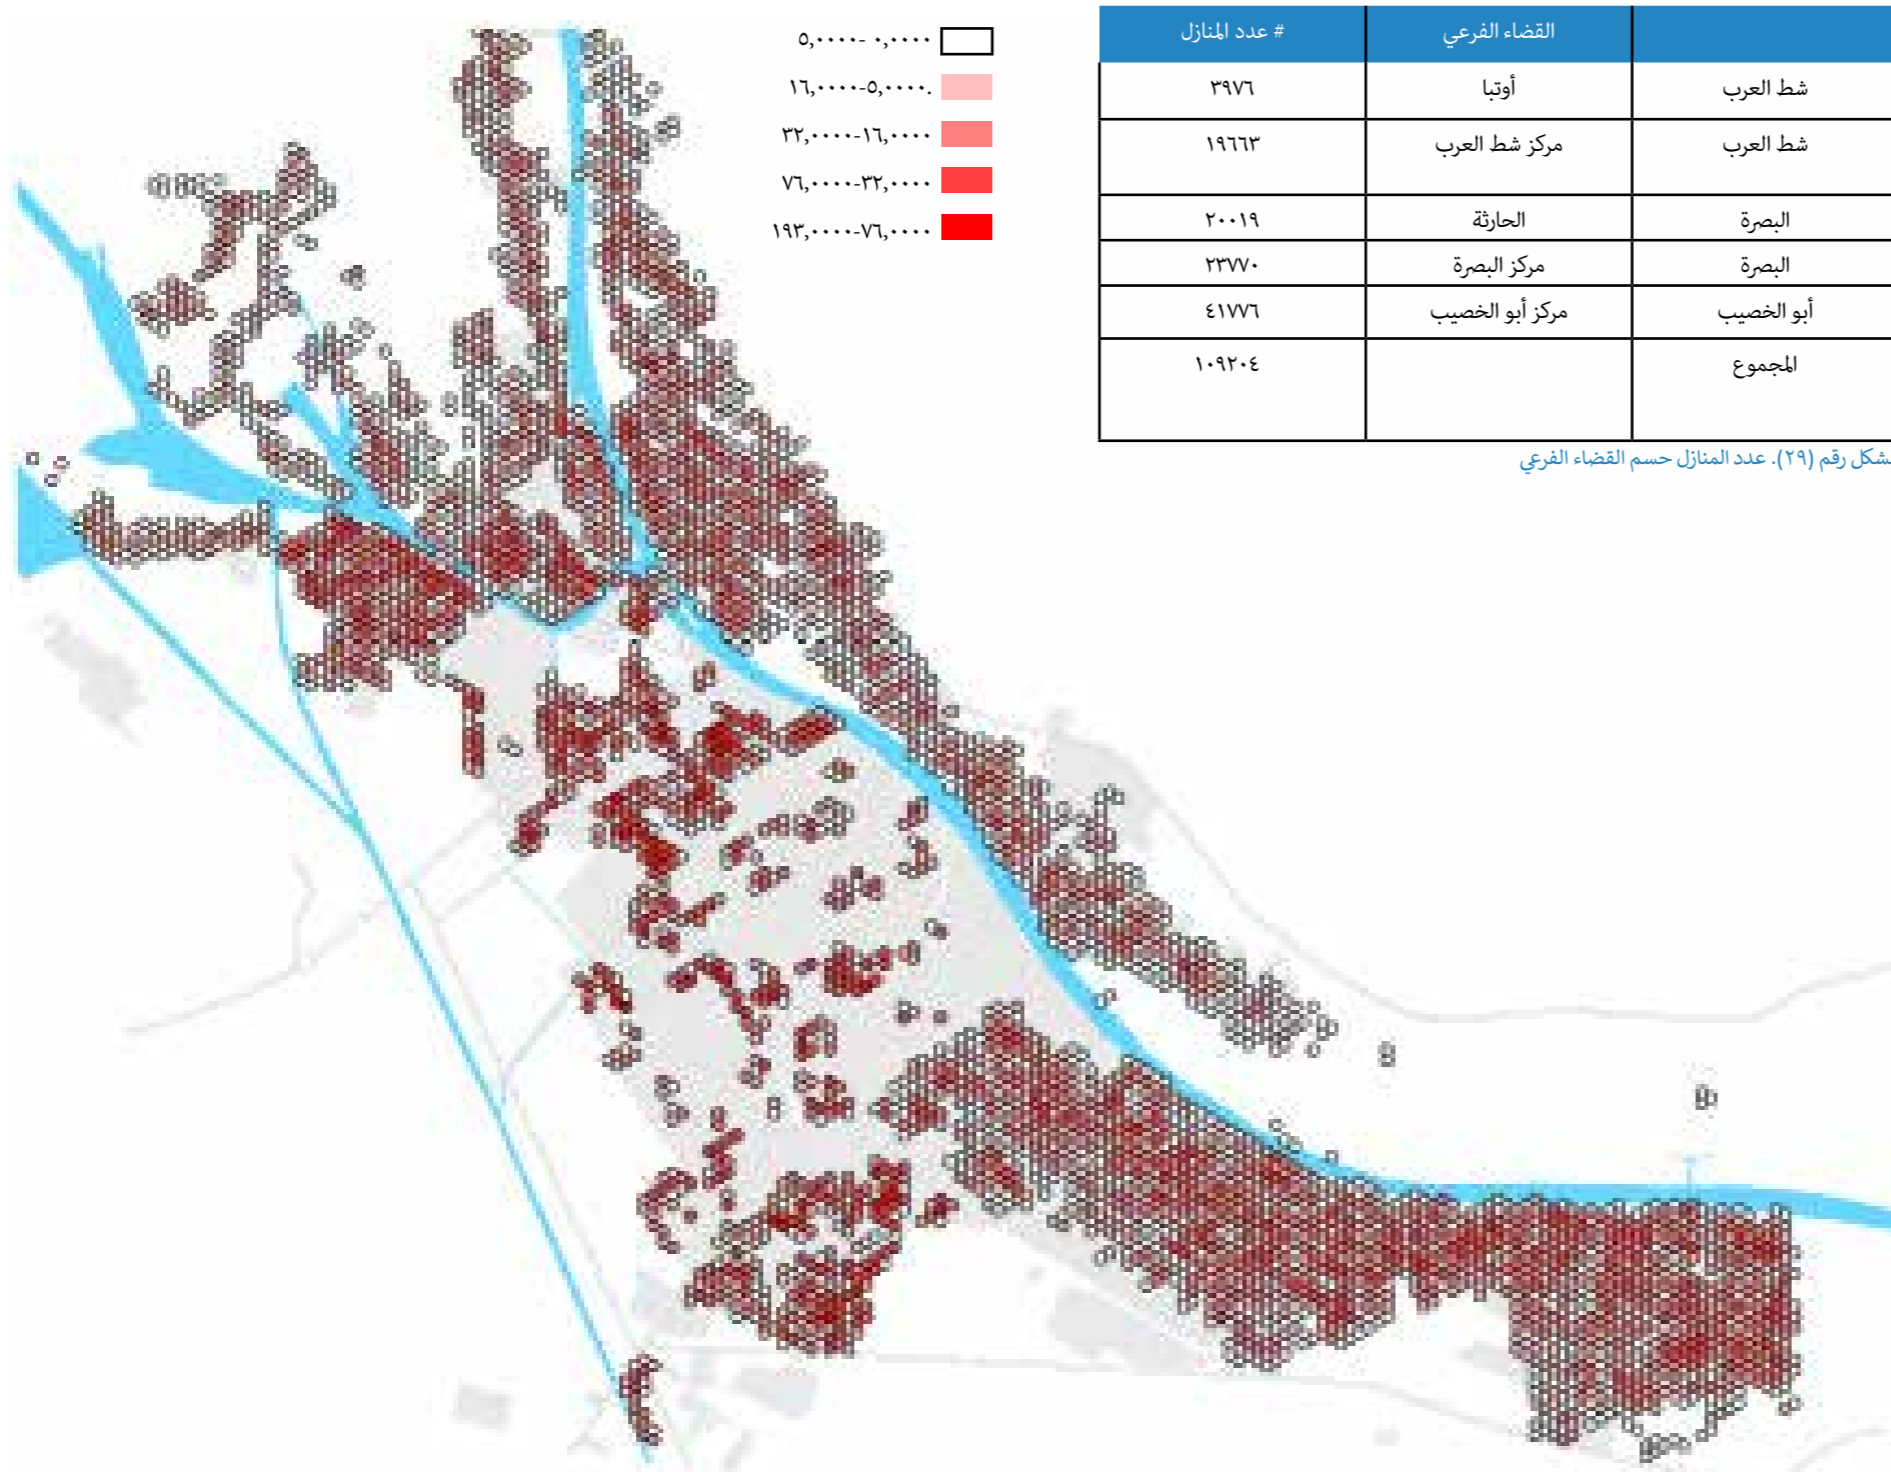 ٥,٠٠٠٠- ٠,٠٠٠٠
١٦,٠٠٠٠-٥,٠٠٠٠.
٣٢,٠٠٠٠-١٦,٠٠٠٠
٧٦,٠٠٠٠-٣٢,٠٠٠٠
١٩٣,٠٠٠٠-٧٦,٠٠٠٠
القضاء الفرعي # عدد المنازل
شط العرب أوتبا ٣٩٧٦
شط العرب مركز شط العرب ١٩٦٦٣
البصرة الحارثة ٢٠٠١٩
البصرة مركز البصرة ٢٣٧٧٠
أبو الخصيب مركز أبو الخصيب ٤١٧٧٦
المجموع ١٠٩٢٠٤
شكل رقم (٢٩). عدد المنازل حسم القضاء الفرعي